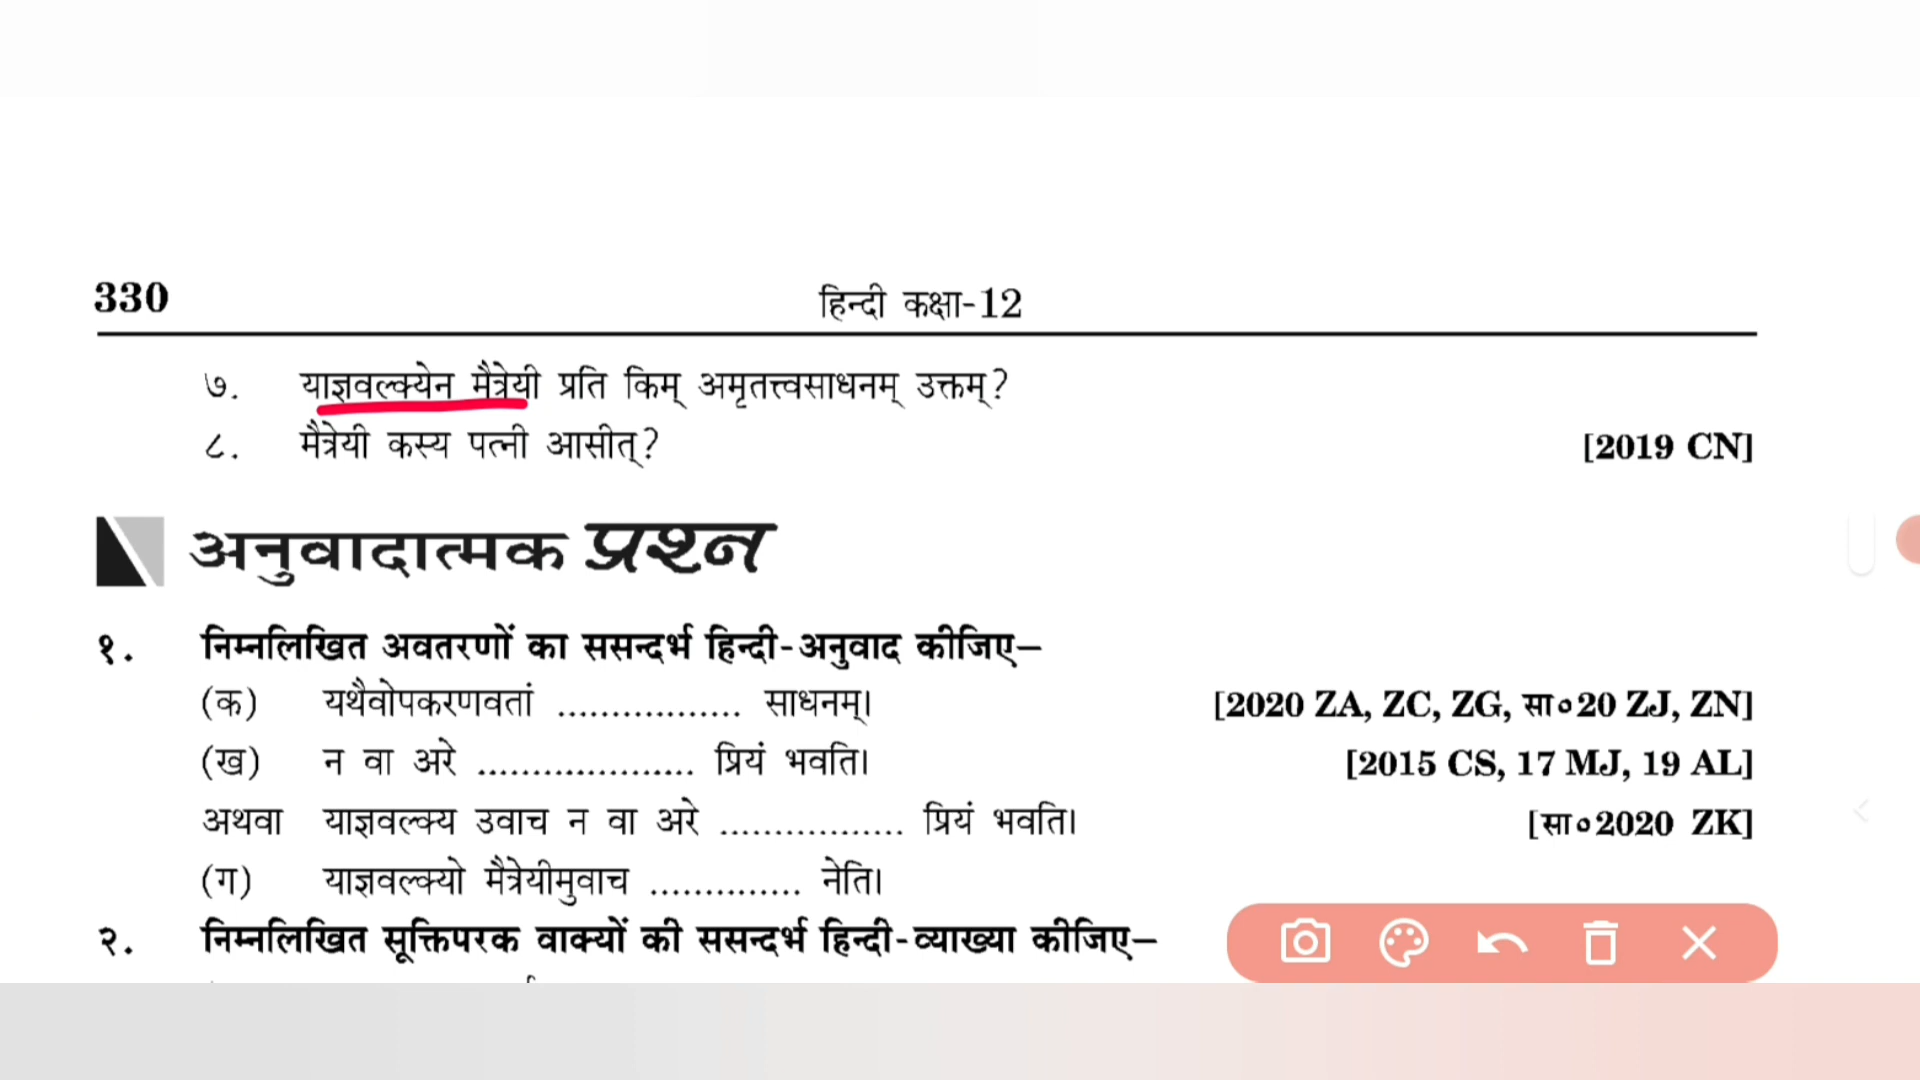 330 हिन्दी कक्षा-12
७. याज्ञवल्क्येन मैत्रेयी प्रति किम् अमृतत्त्वसाधनम् उक्तम्?
८. मैत्रेयी कस्य पत्नी आसीत्? [2019 CN]
अनुवादात्मक प्रश्न
१. निम्नलिखित अवतरणों का ससन्दर्भ हिन्दी-अनुवाद कीजिए–
(क) यथैवोपकरणवतां ................. साधनम्। [2020 ZA, ZC, ZG, सा०20 ZJ, ZN]
(ख) न वा अरे .................... प्रियं भवति। [2015 CS, 17 MJ, 19 AL]
अथवा याज्ञवल्क्य उवाच न वा अरे ................. प्रियं भवति। [सा०2020 ZK]
(ग) याज्ञवल्क्यो मैत्रेयीमुवाच .............. नेति।
२. निम्नलिखित सूक्तिपरक वाक्यों की ससन्दर्भ हिन्दी-व्याख्या कीजिए–